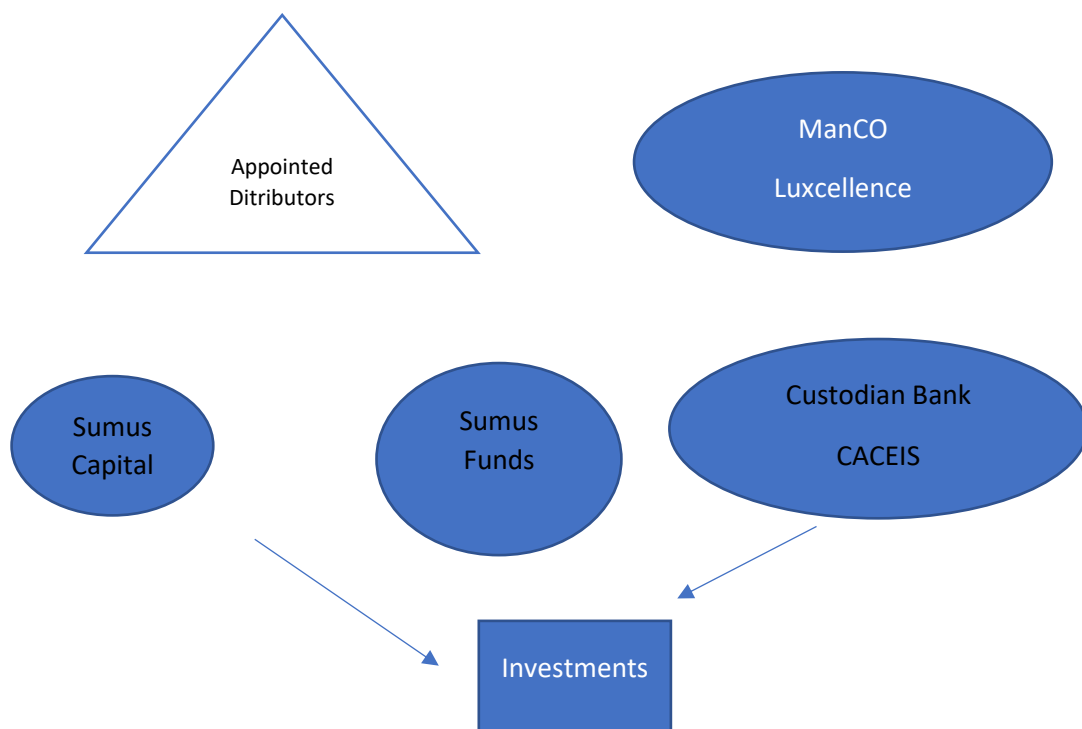 ManCO
Luxcellence
Appointed
Ditributors
Sumus
Capital
Sumus
Funds
Custodian Bank
CACEIS
Investments